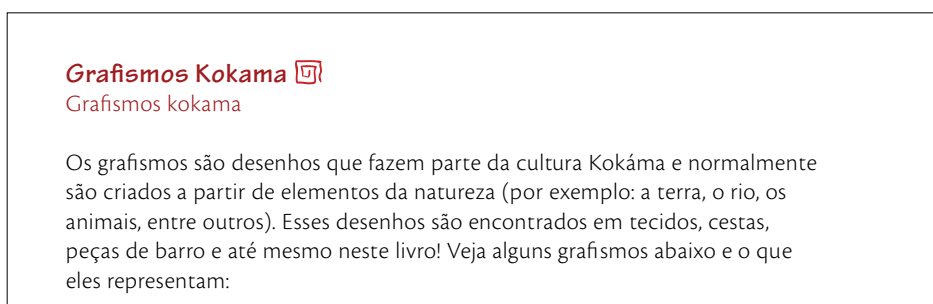 Grafismos Kokama
Grafismos kokama
Os grafismos são desenhos que fazem parte da cultura Kokáma e normalmente
são criados a partir de elementos da natureza (por exemplo: a terra, o rio, os
animais, entre outros). Esses desenhos são encontrados em tecidos, cestas,
peças de barro e até mesmo neste livro! Veja alguns grafismos abaixo e o que
eles representam: